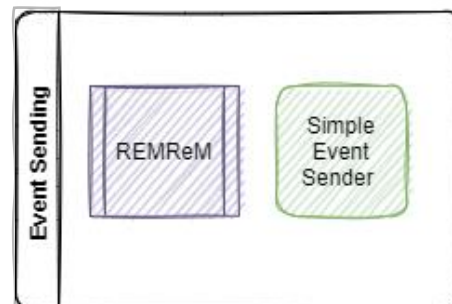 Event Sending
REMReM
Simple
Event
Sender